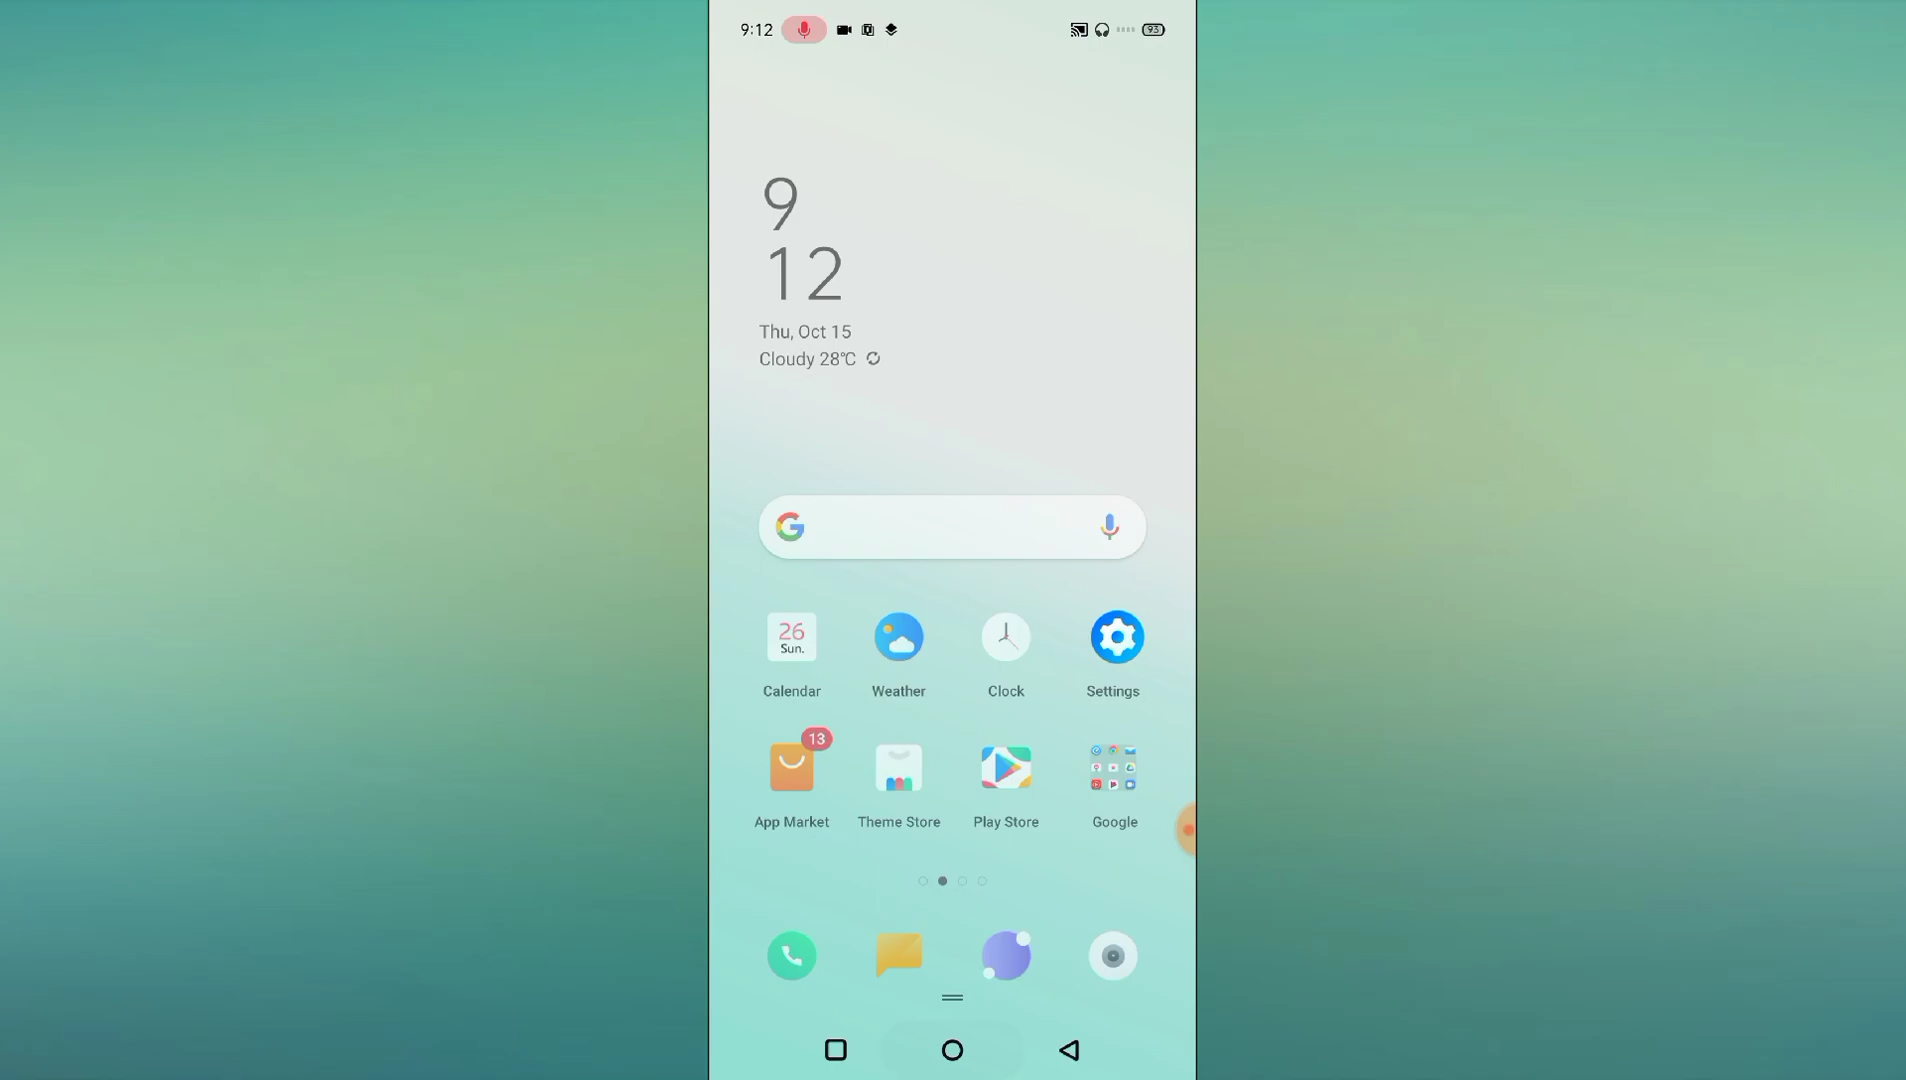 9:12
93
9
12
Thu, Oct 15
Cloudy 28°C
G
26
Sun.
Calendar
Weather
Clock
Settings
13
App Market
Theme Store
Play Store
Google